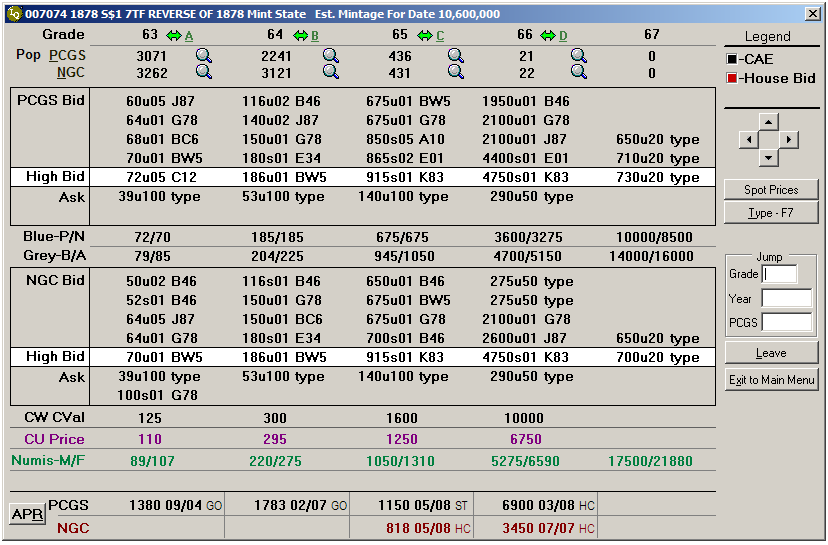 007074 1878 S$1 7TF REVERSE OF 1878 Mint State Est. Mintage For Date 10,600,000
Grade 63 A 64 B 65 C 66 D 67
Pop PCGS 3071 2241 436 21 0
NGC 3262 3121 431 22 0
PCGS Bid 60u05 J87 116u02 B46 675u01 BW5 1950u01 B46
64u01 G78 140u02 J87 675u01 G78 2100u01 G78
68u01 BC6 150u01 G78 850s05 A10 2100u01 J87 650u20 type
70u01 BW5 180s01 E34 865s02 E01 4400s01 E01 710u20 type
High Bid 72u05 C12 186u01 BW5 915s01 K83 4750s01 K83 730u20 type
Ask 39u100 type 53u100 type 140u100 type 290u50 type
Blue-P/N 72/70 185/185 675/675 3600/3275 10000/8500
Grey-B/A 79/85 204/225 945/1050 4700/5150 14000/16000
NGC Bid 50u02 B46 116s01 B46 650u01 B46 275u50 type
52s01 B46 150u01 G78 675u01 BW5 275u50 type
64u05 J87 150u01 BC6 675u01 G78 2100u01 G78
64u01 G78 180s01 E34 700s01 B46 2600u01 J87 650u20 type
High Bid 70u01 BW5 186u01 BW5 915s01 K83 4750s01 K83 700u20 type
Ask 39u100 type 53u100 type 140u100 type 290u50 type
100s01 G78
CW CVal 125 300 1600 10000
CU Price 110 295 1250 6750
Numis-M/F 89/107 220/275 1050/1310 5275/6590 17500/21880
APR PCGS 1380 09/04 GO 1783 02/07 GO 1150 05/08 ST 6900 03/08 HC
NGC 818 05/08 HC 3450 07/07 HC
Legend
-CAE
-House Bid
Spot Prices
Type - F7
Jump
Grade
Year
PCGS
Leave
Exit to Main Menu